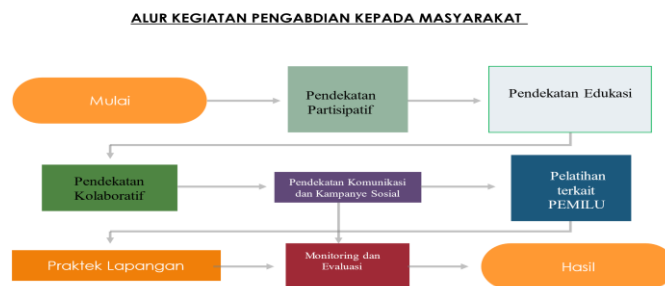 ALUR KEGIATAN PENGABDIAN KEPADA MASYARAKAT
Mulai
Pendekatan
Partisipatif
Pendekatan Edukasi
Pendekatan
Kolaboratif
Pendekatan Komunikasi
dan Kampanye Sosial
Pelatihan
terkait
PEMILU
Praktek Lapangan
Monitoring dan
Evaluasi
Hasil